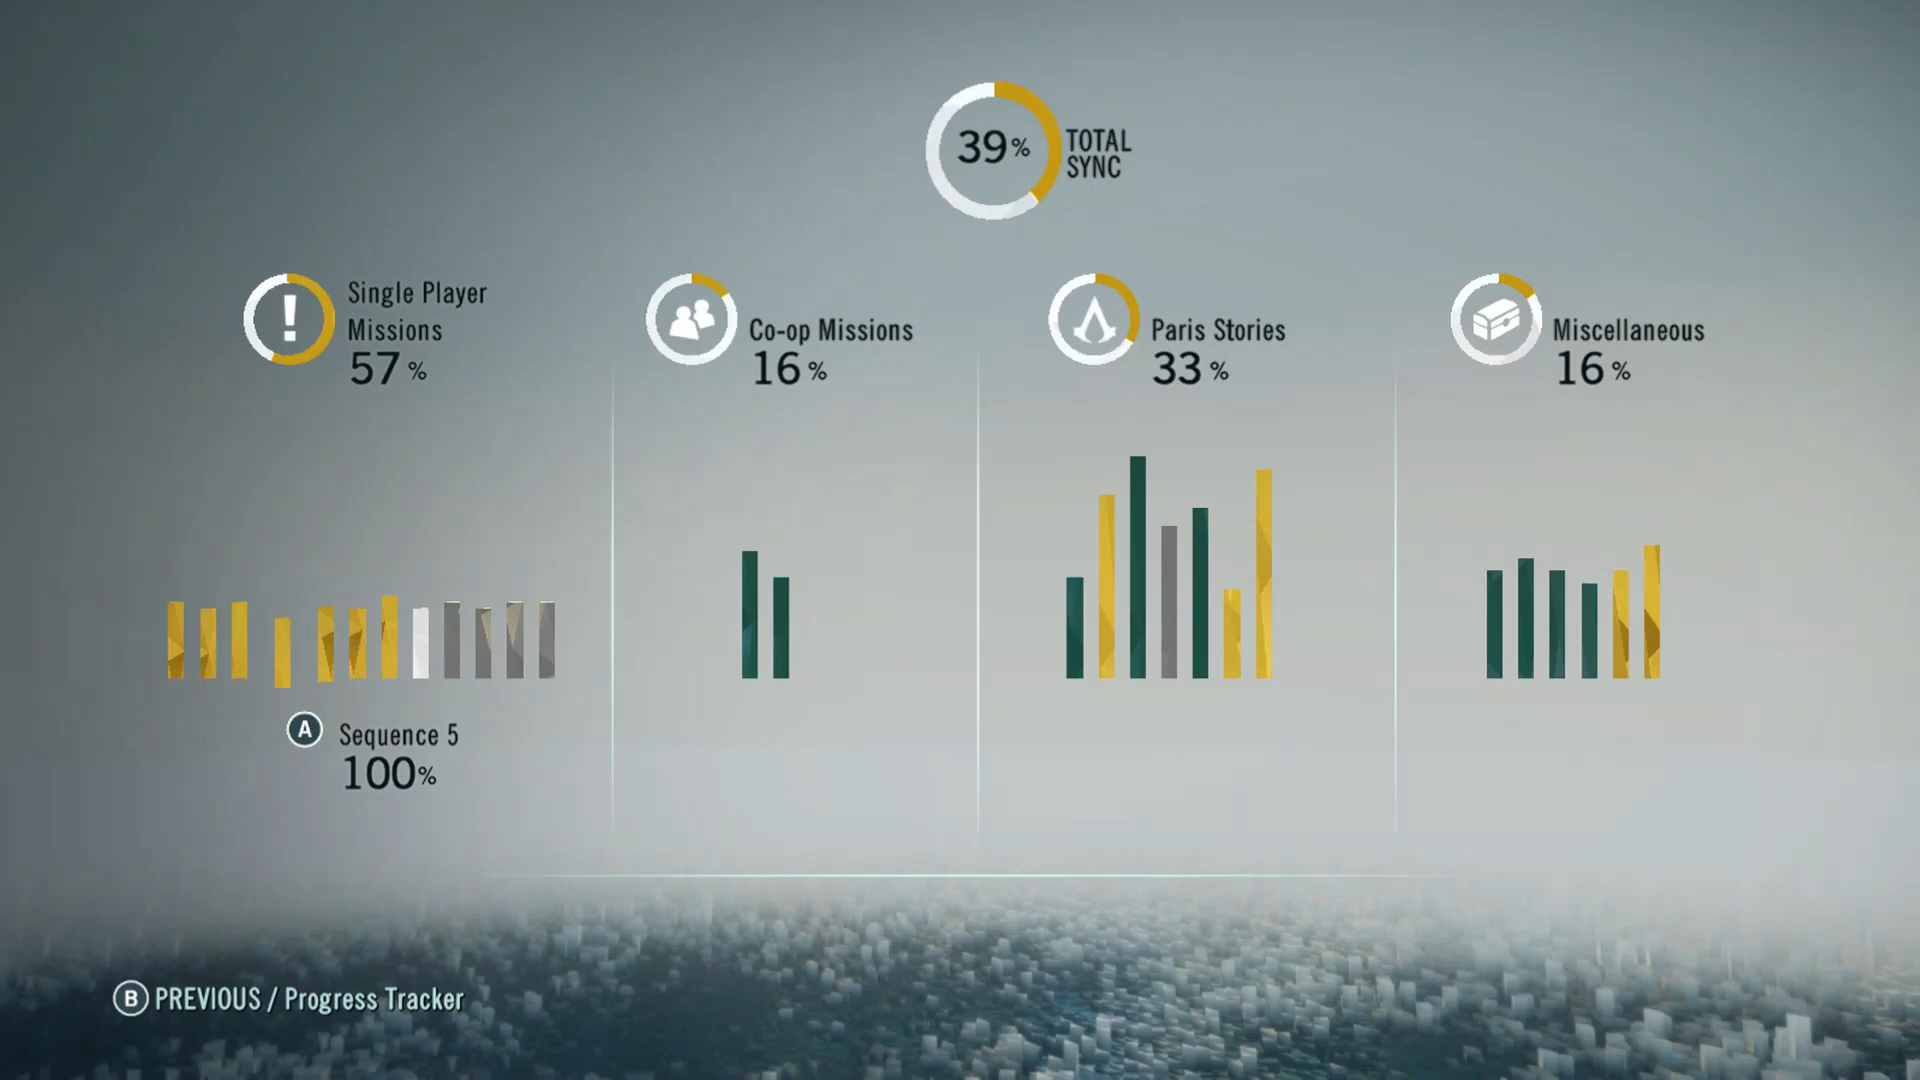 39%
TOTAL
SYNC
Single Player
Missions
57 %
Co-op Missions
16 %
Paris Stories
33 %
Miscellaneous
16 %
A Sequence 5
100%
B PREVIOUS / Progress Tracker